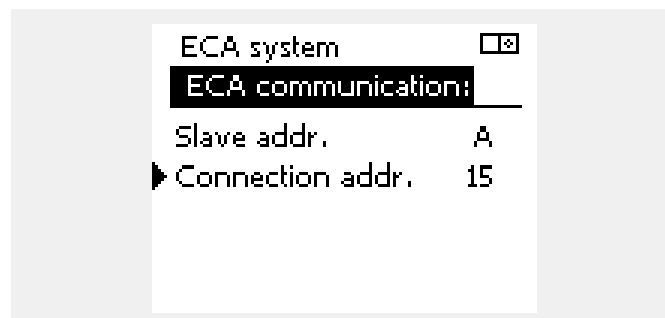 ECA system
ECA communication:
Slave addr. A
Connection addr. 15